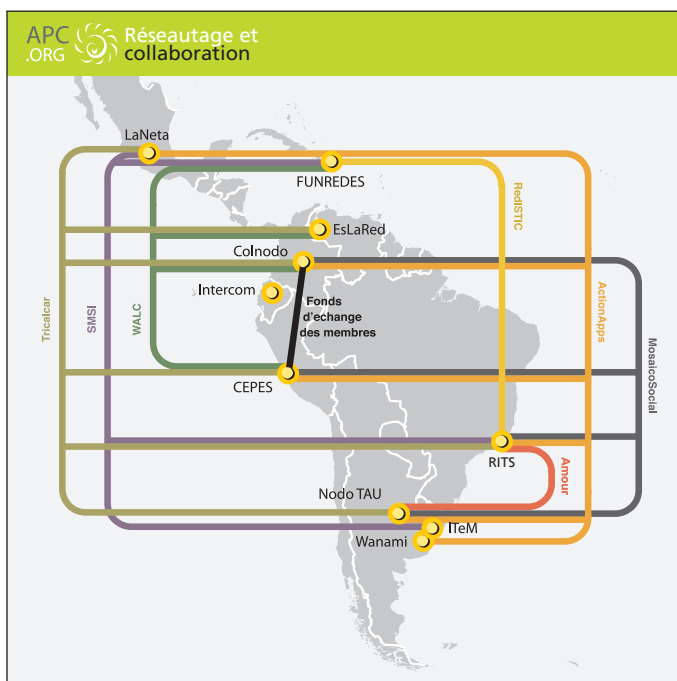 APC
.ORG
Réseautage et
collaboration
LaNeta
FUNREDES
RedISTIC
EsLaRed
Colnodo
Intercom
Fonds
d'echange
des membres
Tricalcar
SMSI
WALC
ActionApps
MosaicoSocial
CEPES
RITS
Amour
Nodo TAU
ITeM
Wanami